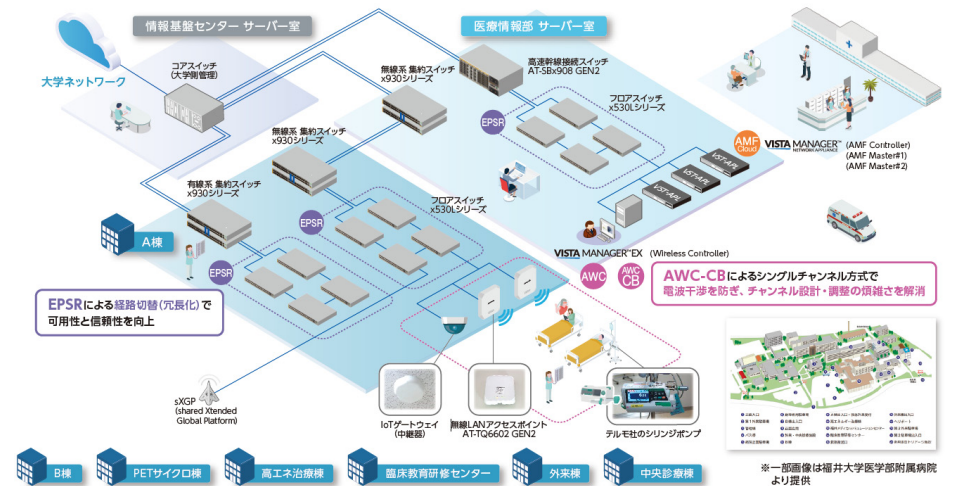 情報基盤センター サーバー室
医療情報部 サーバー室
大学ネットワーク
コアスイッチ
(大学側管理)
無線系 集約スイッチ
x930シリーズ
高速幹線接続スイッチ
AT-SBx908 GEN2
フロアスイッチ
x530Lシリーズ
EPSR
無線系 集約スイッチ
x930シリーズ
有線系 集約スイッチ
x930シリーズ
フロアスイッチ
x530Lシリーズ
EPSR
EPSR
A棟
AMF
Cloud
VISTA MANAGER™
NETWORK APPLIANCE
(AMF Controller)
(AMF Master#1)
(AMF Master#2)
VST-APL
VST-APL
VST-APL
VISTA MANAGER™EX (Wireless Controller)
AWC
AWC
CB
AWC-CBによるシングルチャンネル方式で
電波干渉を防ぎ、チャンネル設計・調整の煩雑さを解消
EPSRによる経路切替(冗長化)で
可用性と信頼性を向上
sXGP
(shared Xtended
Global Platform)
IoTゲートウェイ
(中継器)
無線LANアクセスポイント
AT-TQ6602 GEN2
テルモ社のシリンジポンプ
B棟
PETサイクロ棟
高エネ治療棟
臨床教育研修センター
外来棟
中央診療棟
※一部画像は福井大学医学部附属病院
より提供